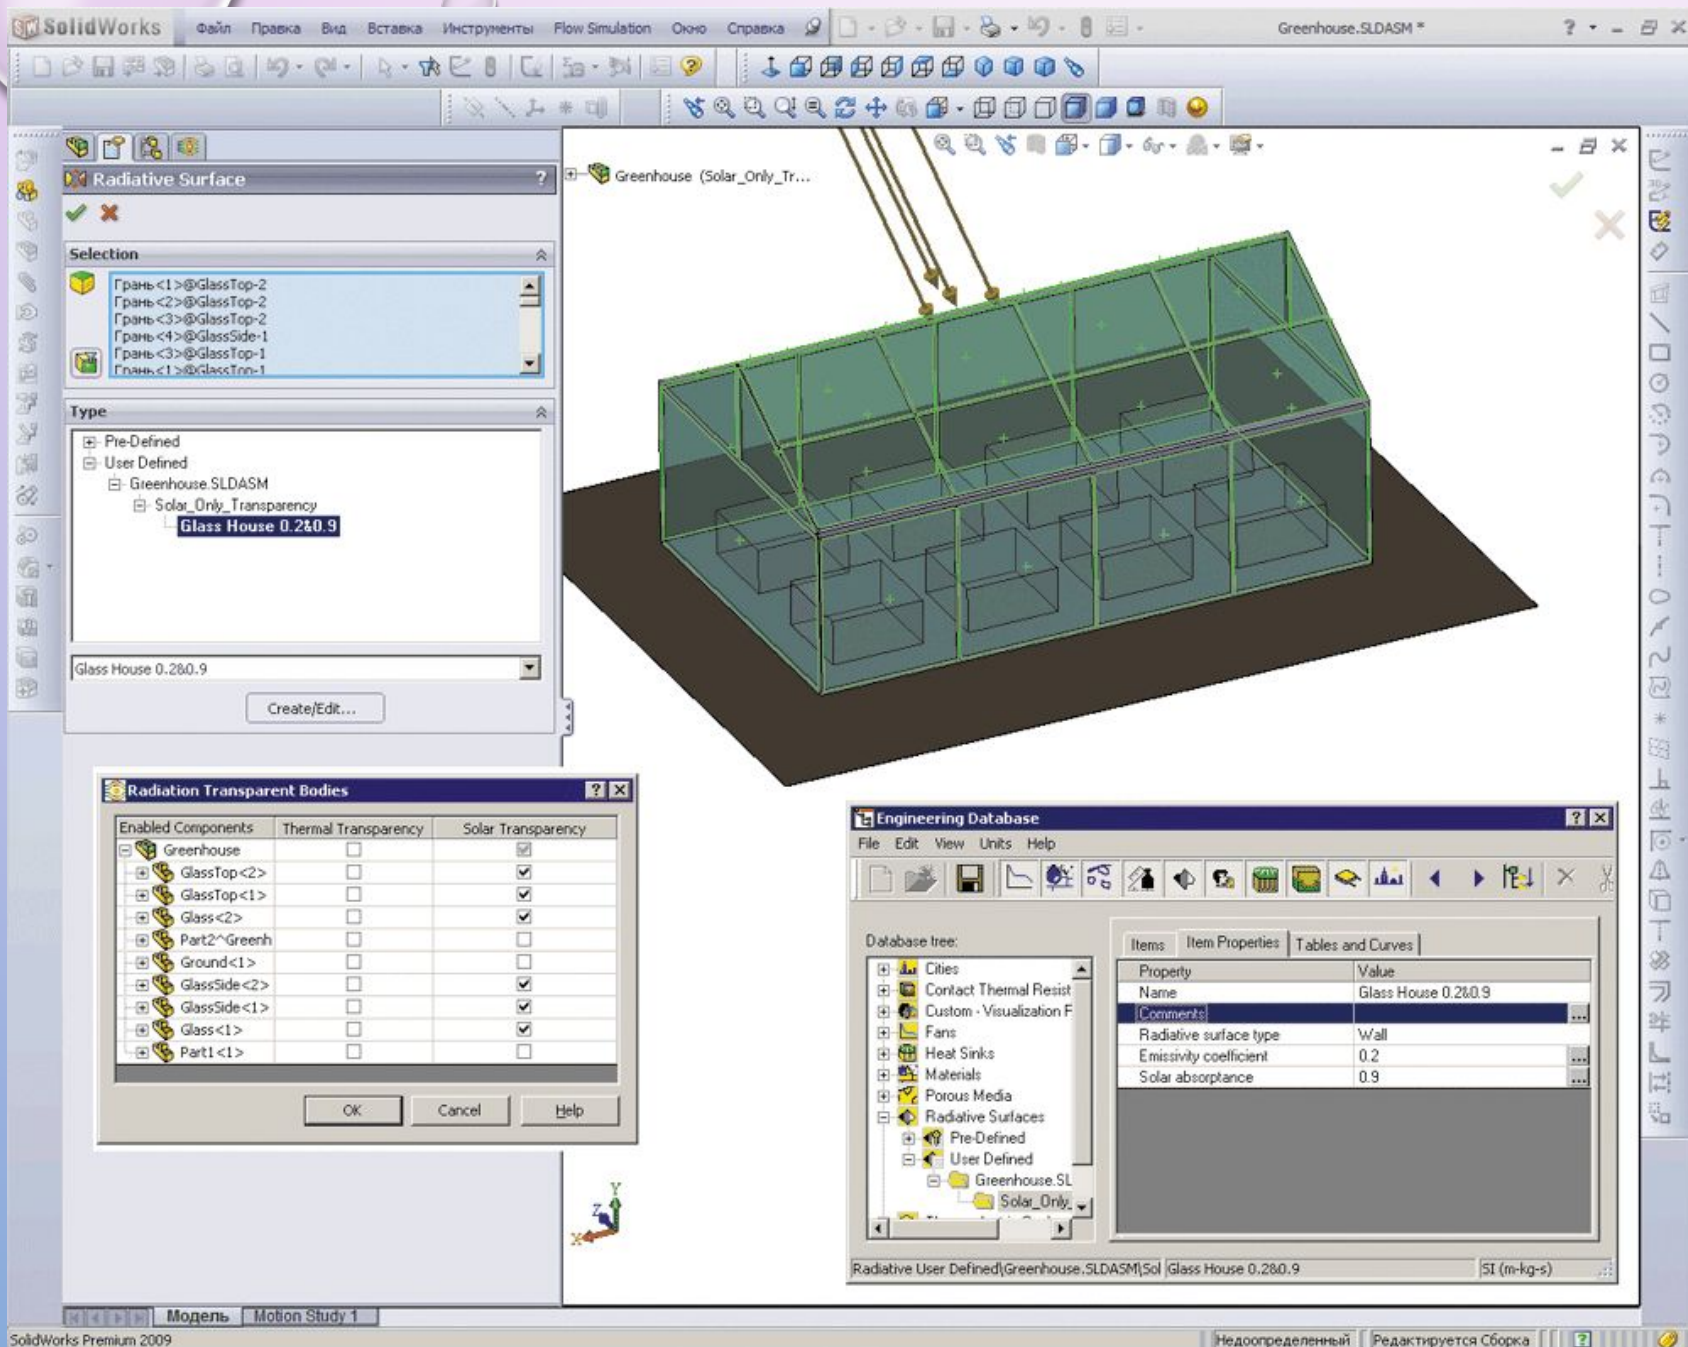 SolidWorks Файл Правка Вид Вставка Инструменты Flow Simulation Окно Справка Greenhouse.SLDASM *
Radiative Surface ?
Greenhouse (Solar_Only_Tr...
Selection
Грань<1>@GlassTop-2
Грань<2>@GlassTop-2
Грань<3>@GlassTop-2
Грань<4>@GlassSide-1
Грань<3>@GlassTop-1
Грань<1>@GlassTop-1
Type
Pre-Defined
User Defined
Greenhouse.SLDASM
Solar_Only_Transparency
Glass House 0.2&0.9
Glass House 0.2&0.9
Create/Edit...
Radiation Transparent Bodies
Enabled Components Thermal Transparency Solar Transparency
Greenhouse
GlassTop<2>
GlassTop<1>
Glass<2>
Part2^Greenh
Ground<1>
GlassSide<2>
GlassSide<1>
Glass<1>
Part1<1>
OK Cancel Help
Engineering Database
File Edit View Units Help
Database tree:
Cities
Contact Thermal Resist
Custom - Visualization F
Fans
Heat Sinks
Materials
Porous Media
Radiative Surfaces
Pre-Defined
User Defined
Greenhouse.SL
Solar_Only_
Items Item Properties Tables and Curves
Property Value
Name Glass House 0.2&0.9
Comments ...
Radiative surface type Wall
Emissivity coefficient 0.2 ...
Solar absorptance 0.9 ...
Radiative User Defined\Greenhouse.SLDASM\Sol Glass House 0.2&0.9 SI (m-kg-s)
Y
Z
X
Модель Motion Study 1
SolidWorks Premium 2009 Недоопределенный Редактируется Сборка ?